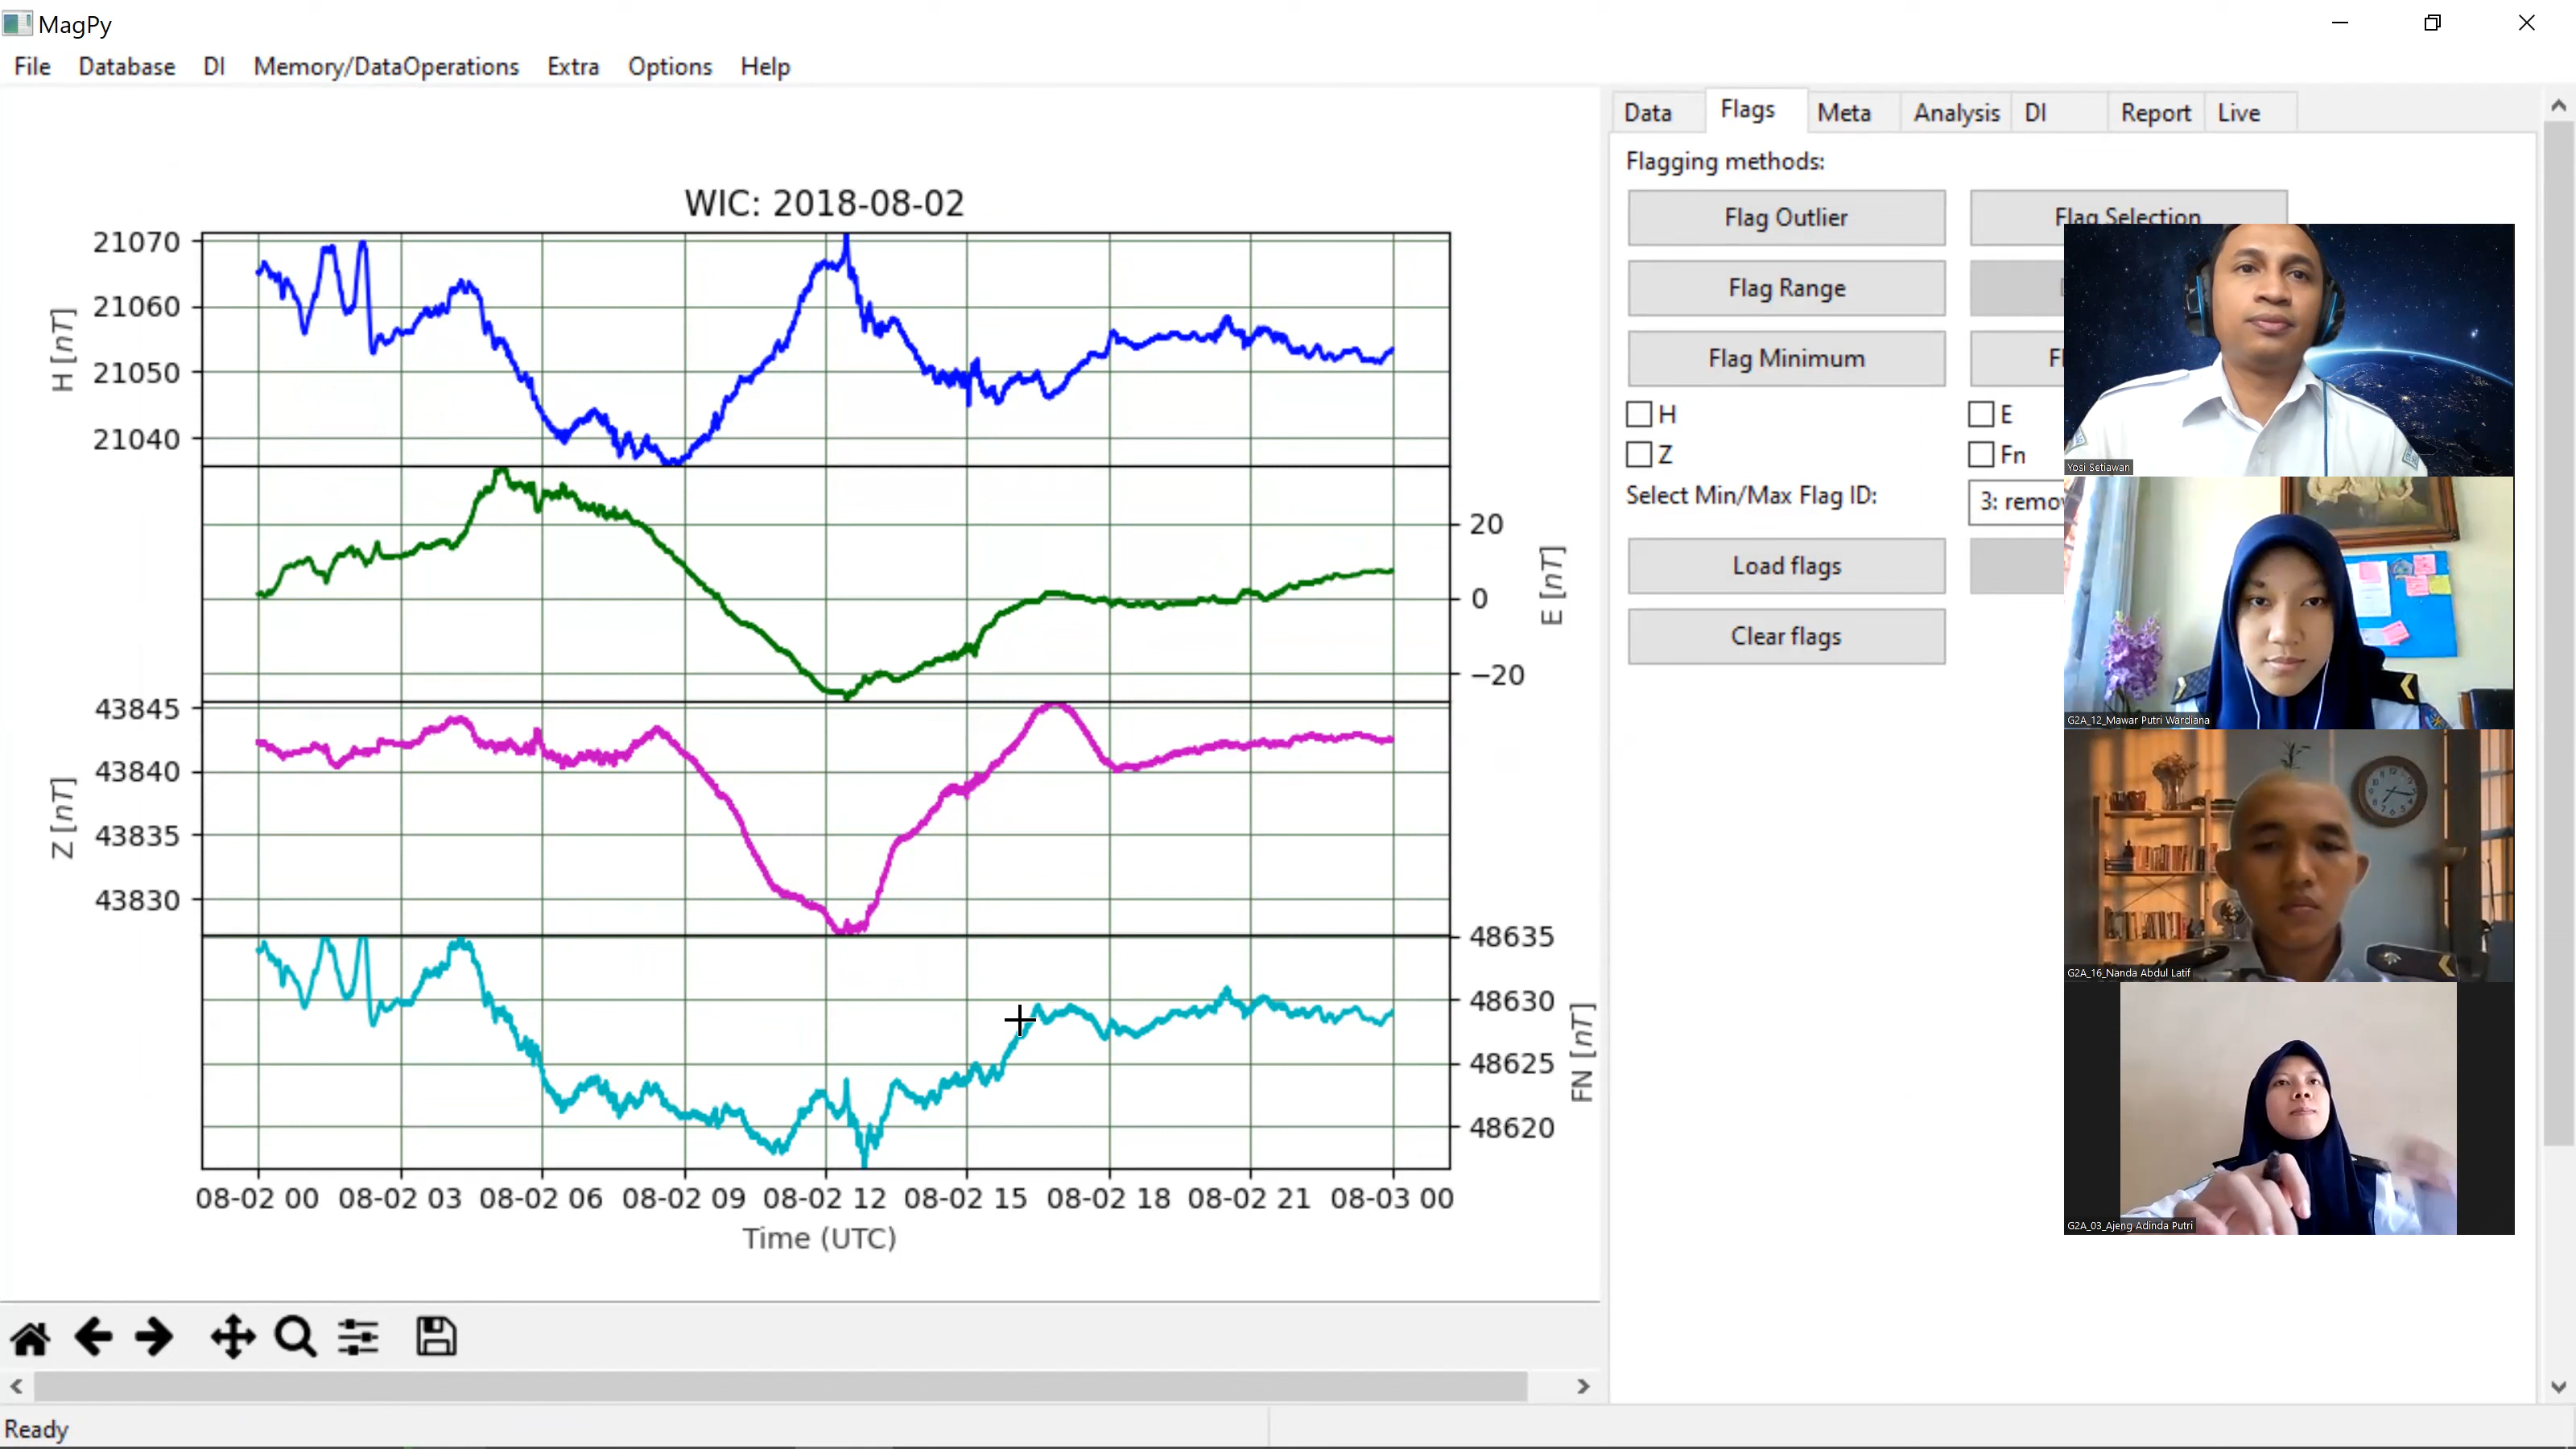 MagPy
File Database DI Memory/DataOperations Extra Options Help
Data Flags Meta Analysis DI Report Live
Flagging methods:
Flag Outlier Flag Selection
Flag Range
Flag Minimum
H E
Z Fn
Select Min/Max Flag ID: 3: remo
Load flags
Clear flags
WIC: 2018-08-02
H [nT]
21070
21060
21050
21040
20
0
−20
E [nT]
Z [nT]
43845
43840
43835
43830
48635
48630
48625
48620
FN [nT]
08-02 00 08-02 03 08-02 06 08-02 09 08-02 12 08-02 15 08-02 18 08-02 21 08-03 00
Time (UTC)
Yosi Setiawan
G2A_12_Mawar Putri Wardiana
G2A_16_Nanda Abdul Latif
G2A_03_Ajeng Adinda Putri
Ready